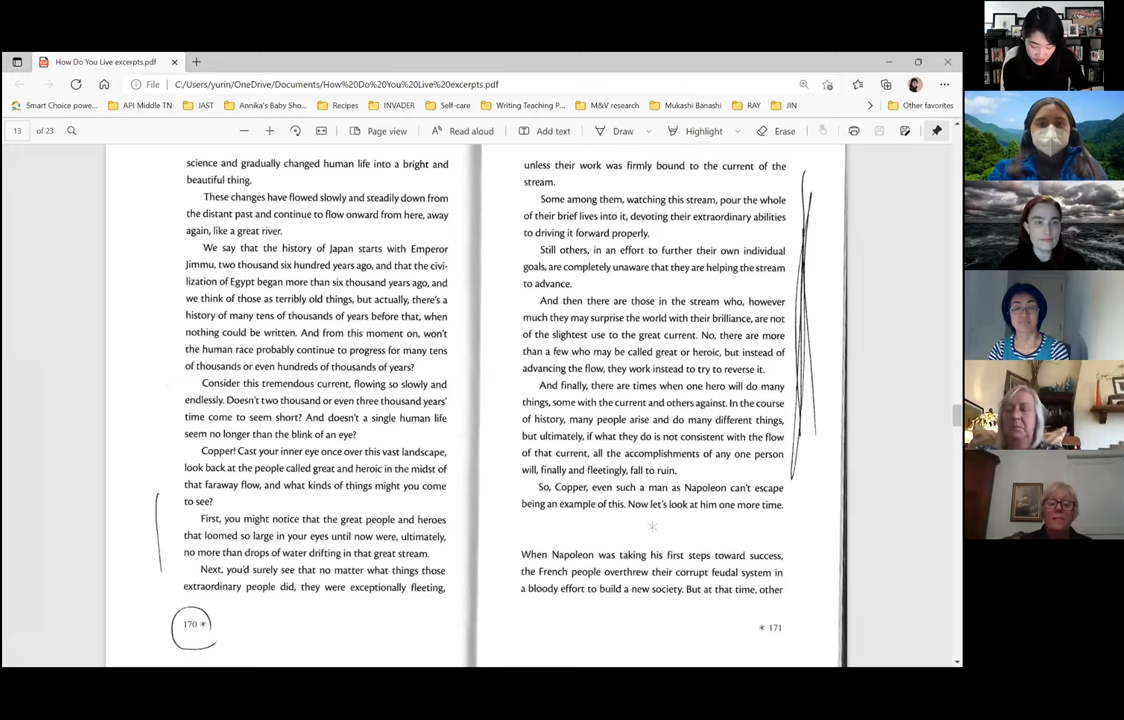 How Do You Live excerpts.pdf
File
C:/Users/yurin/OneDrive/Documents/How%20Do%20You%20Live%20excerpts.pdf
Smart Choice powe...
API Middle TN
JAST
Annika's Baby Sho...
Recipes
INVADER
Self-care
Writing Teaching P...
M&V research
Mukashi Banashi
RAY
JIN
Other favorites
13 of 23
Page view
Read aloud
Add text
Draw
Highlight
Erase
science and gradually changed human life into a bright and
beautiful thing.
These changes have flowed slowly and steadily down from
the distant past and continue to flow onward from here, away
again, like a great river.
We say that the history of Japan starts with Emperor
Jimmu, two thousand six hundred years ago, and that the civi-
lization of Egypt began more than six thousand years ago, and
we think of those as terribly old things, but actually, there's a
history of many tens of thousands of years before that, when
nothing could be written. And from this moment on, won't
the human race probably continue to progress for many tens
of thousands or even hundreds of thousands of years?
Consider this tremendous current, flowing so slowly and
endlessly. Doesn't two thousand or even three thousand years'
time come to seem short? And doesn't a single human life
seem no longer than the blink of an eye?
Copper! Cast your inner eye once over this vast landscape,
look back at the people called great and heroic in the midst of
that faraway flow, and what kinds of things might you come
to see?
First, you might notice that the great people and heroes
that loomed so large in your eyes until now were, ultimately,
no more than drops of water drifting in that great stream.
Next, you'd surely see that no matter what things those
extraordinary people did, they were exceptionally fleeting,
170 *
unless their work was firmly bound to the current of the
stream.
Some among them, watching this stream, pour the whole
of their brief lives into it, devoting their extraordinary abilities
to driving it forward properly.
Still others, in an effort to further their own individual
goals, are completely unaware that they are helping the stream
to advance.
And then there are those in the stream who, however
much they may surprise the world with their brilliance, are not
of the slightest use to the great current. No, there are more
than a few who may be called great or heroic, but instead of
advancing the flow, they work instead to try to reverse it.
And finally, there are times when one hero will do many
things, some with the current and others against. In the course
of history, many people arise and do many different things,
but ultimately, if what they do is not consistent with the flow
of that current, all the accomplishments of any one person
will, finally and fleetingly, fall to ruin.
So, Copper, even such a man as Napoleon can't escape
being an example of this. Now let's look at him one more time.
*
When Napoleon was taking his first steps toward success,
the French people overthrew their corrupt feudal system in
a bloody effort to build a new society. But at that time, other
* 171